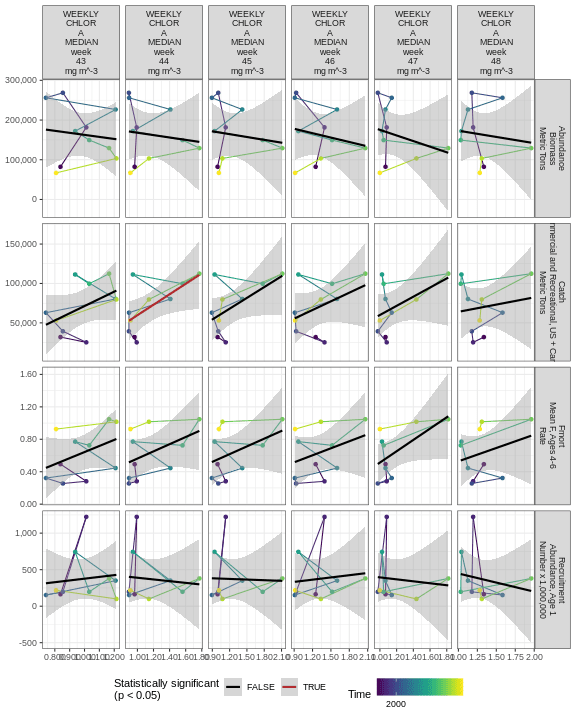 WEEKLY CHLOR A MEDIAN week 43 mg m^-3
WEEKLY CHLOR A MEDIAN week 44 mg m^-3
WEEKLY CHLOR A MEDIAN week 45 mg m^-3
WEEKLY CHLOR A MEDIAN week 46 mg m^-3
WEEKLY CHLOR A MEDIAN week 47 mg m^-3
WEEKLY CHLOR A MEDIAN week 48 mg m^-3
300,000
200,000
100,000
0
Abundance
Biomass
Metric Tons
150,000
100,000
50,000
Catch
and Recreational, US +
Metric Tons
1.60
1.20
0.80
0.40
0.00
Fmort
Mean F, Ages 4-6
Rate
1,000
500
0
-500
Recruitment
Abundance, Age 1
Number x 1,000,000
1.25 1.50 1.75 2.00
Statistically significant
(p < 0.05)
FALSE
TRUE
Time
2000